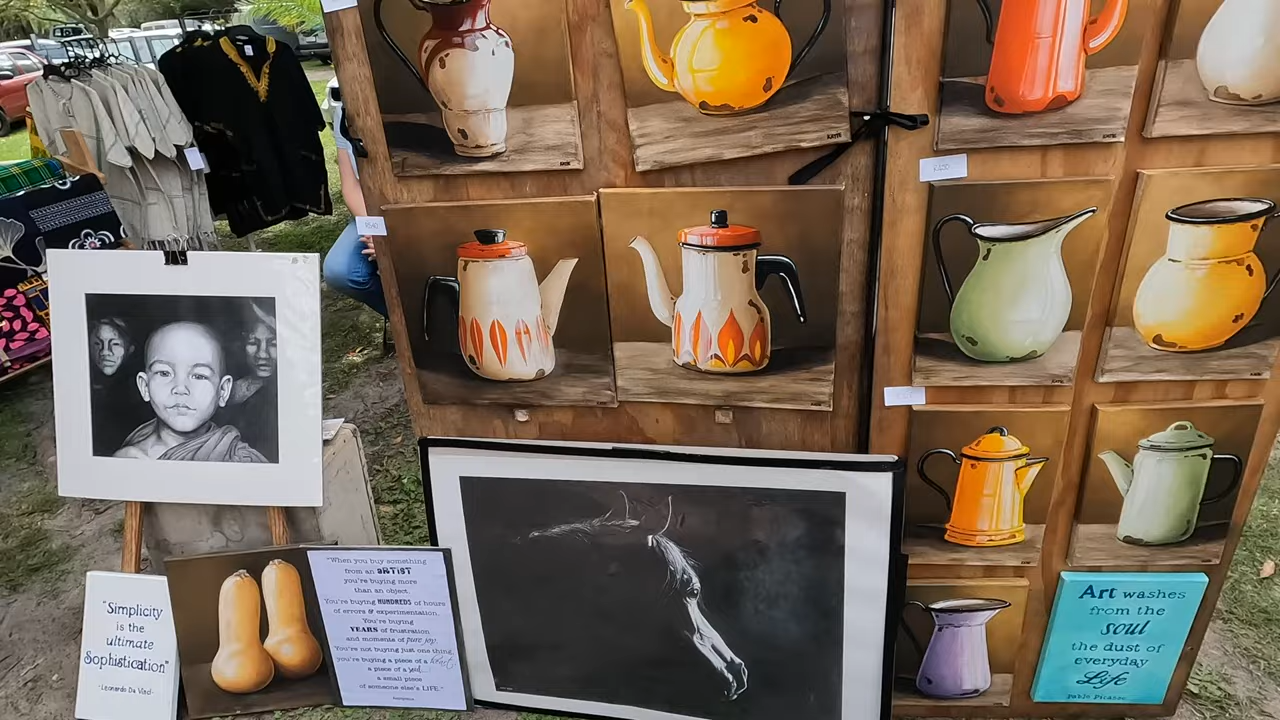 "Simplicity
is the
ultimate
Sophistication"
-Leonardo Da Vinci-
"When you buy something
from an ARTIST
you're buying more
than an object.
You're buying HUNDREDS of hours
of errors & experimentation.
You're buying
YEARS of frustration
and moments of pure joy.
You're not buying just one thing,
you're buying a piece of a heart,
a piece of a soul...
a small piece
of someone else's LIFE."
Art washes
from the
soul
the dust of
everyday
Life
Pablo Picasso